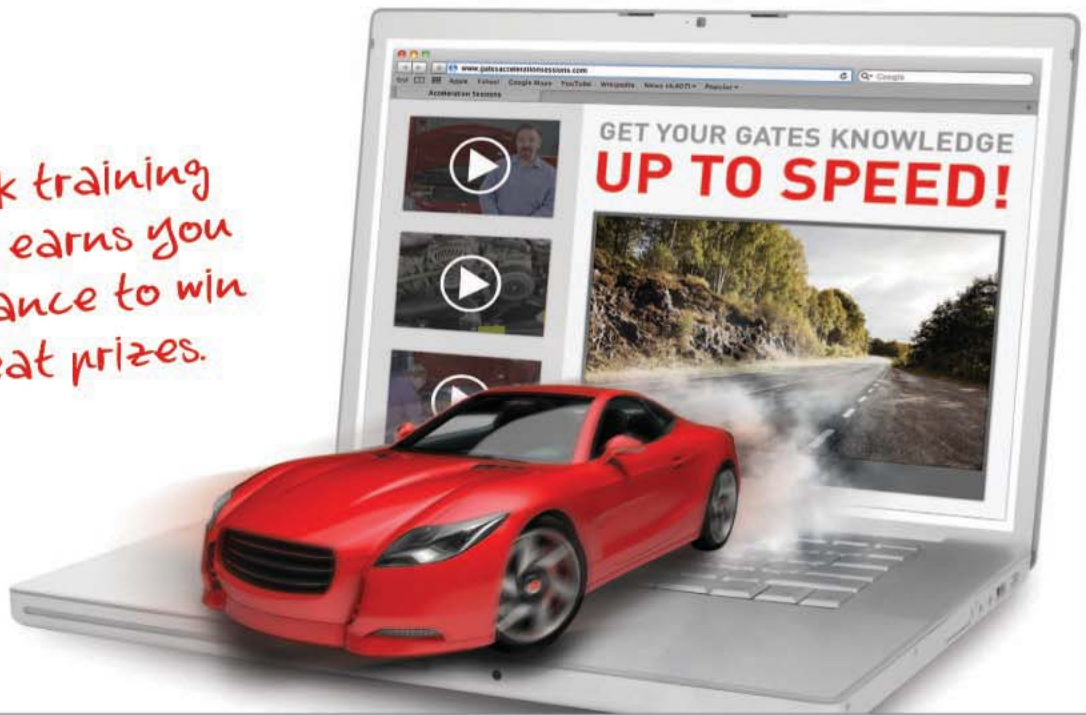 k training
earns you
ance to win
eat prizes.
www.gatesaccelerationsessions.com
Google
Apple Yahoo! Google Maps YouTube Wikipedia News Popular
Acceleration Sessions
GET YOUR GATES KNOWLEDGE
UP TO SPEED!